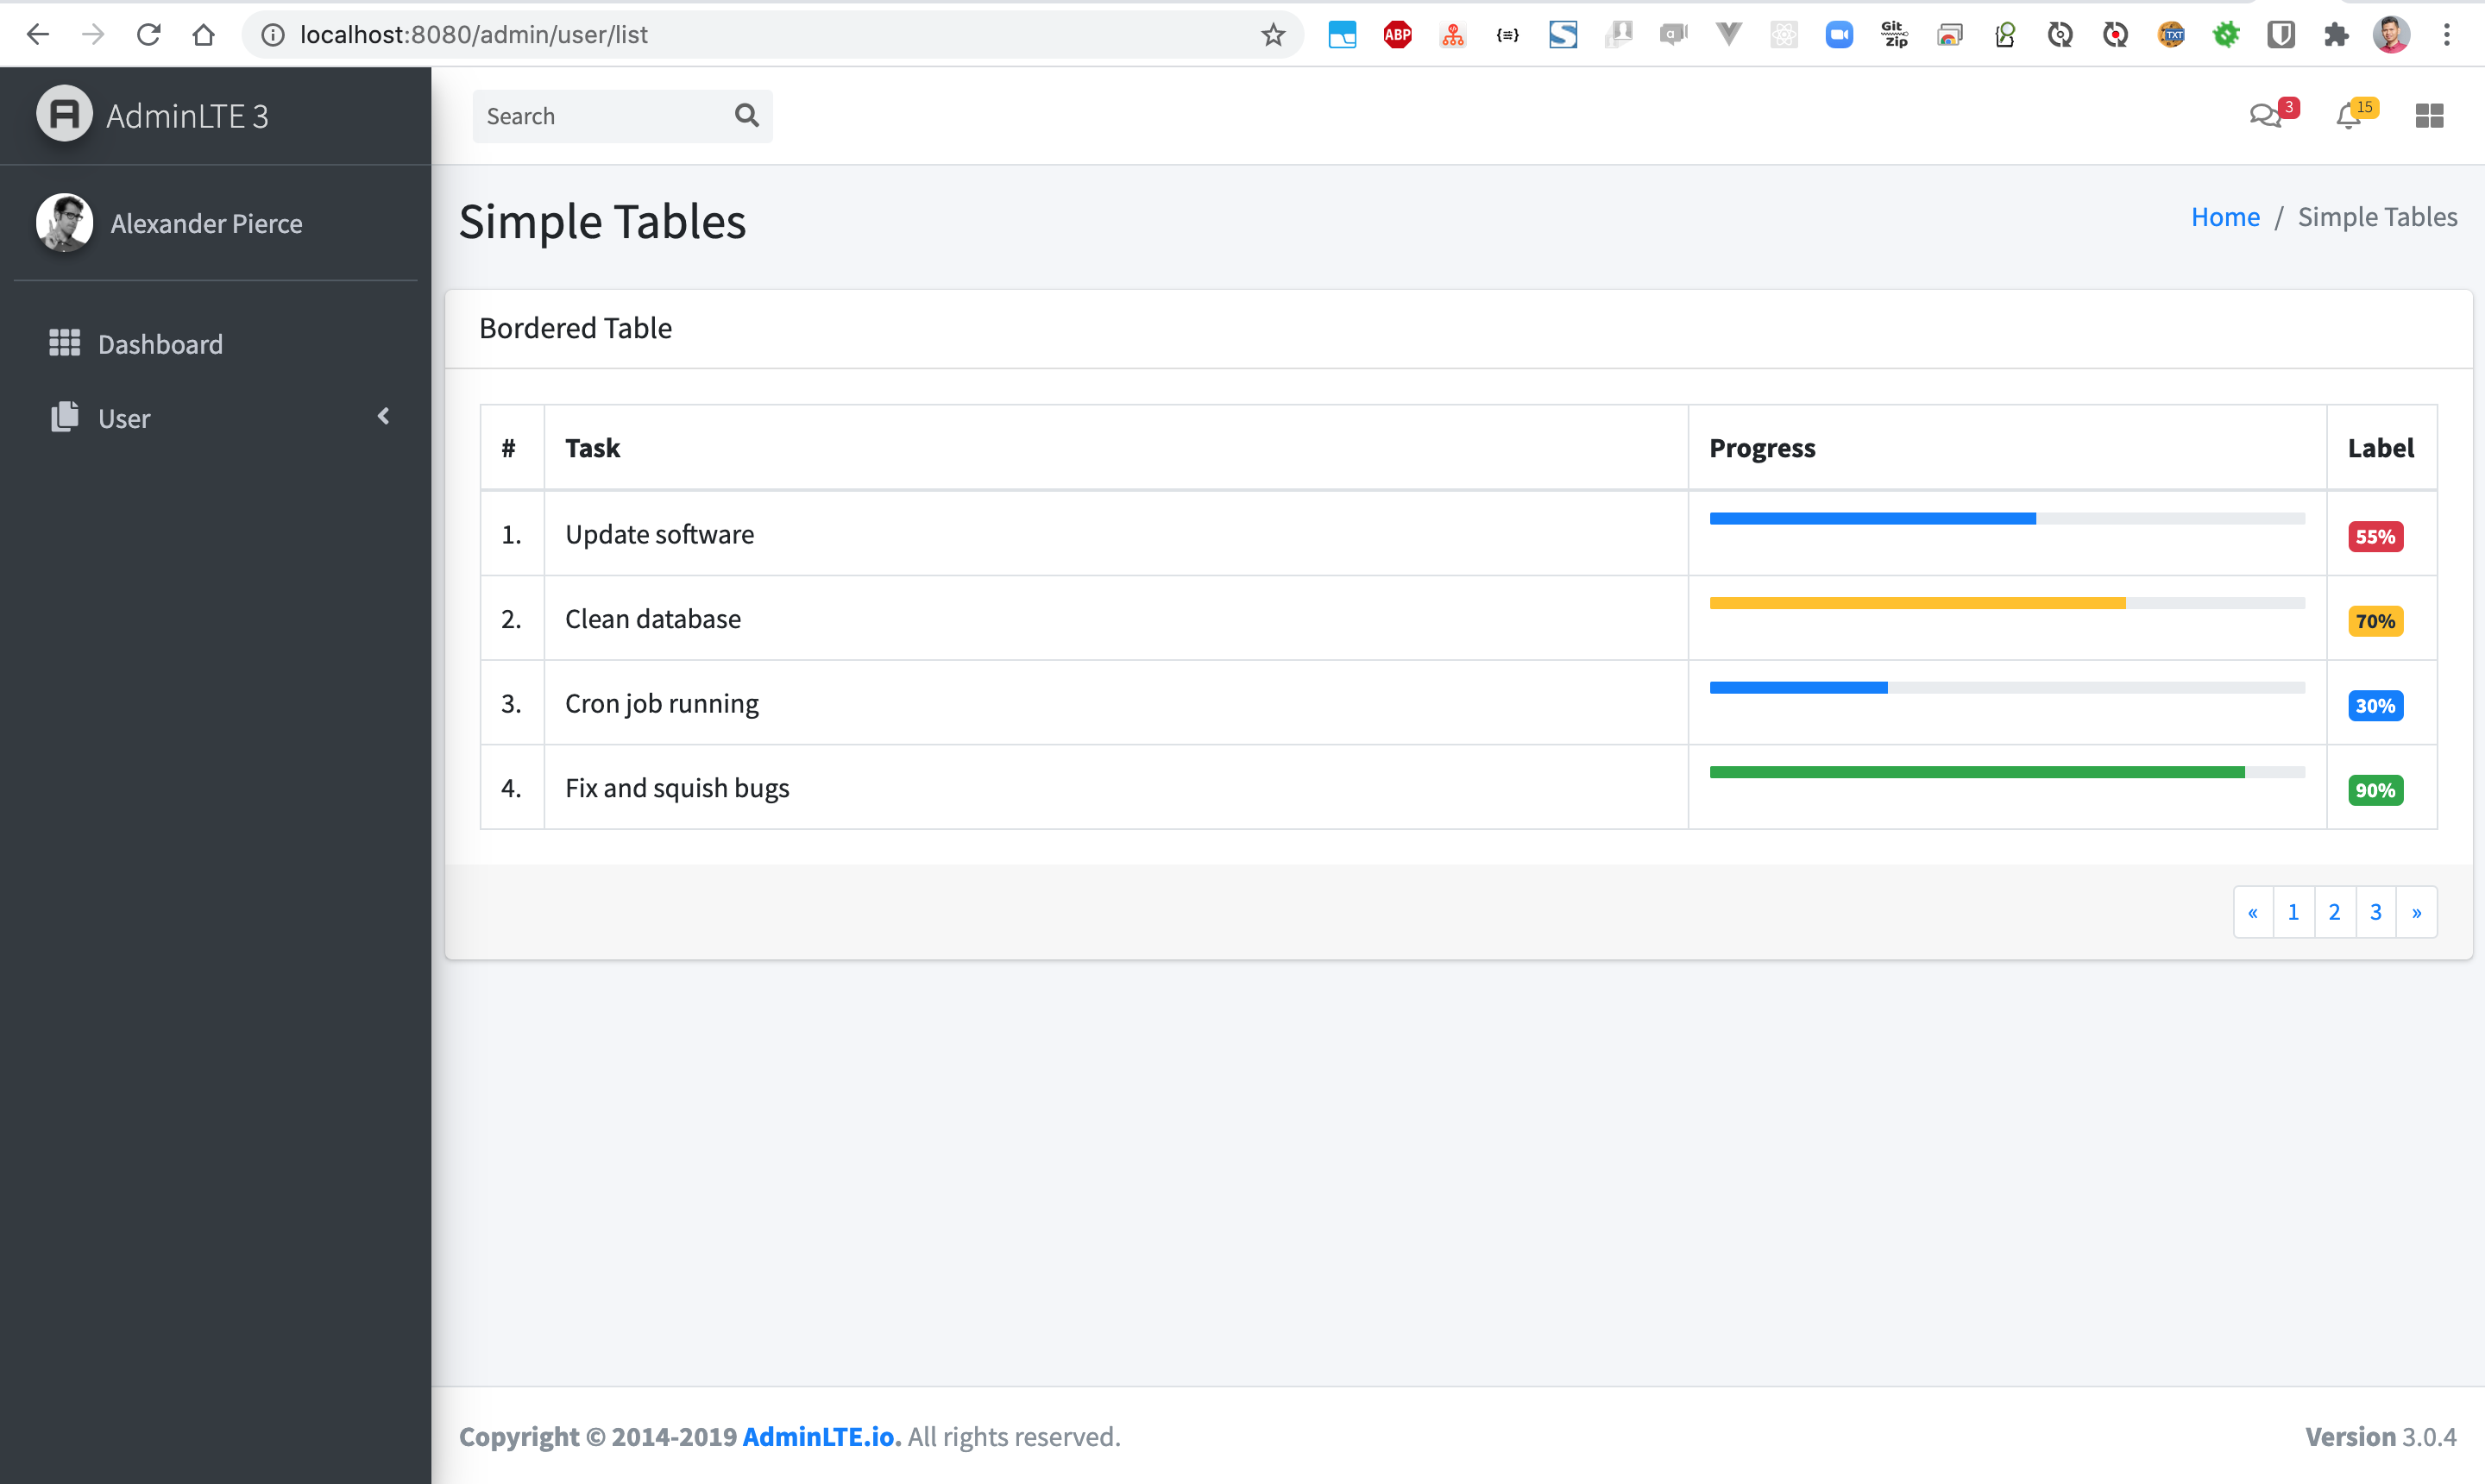 localhost:8080/admin/user/list
ABP
{≡}
S
a
Git
Zip
TXT
AdminLTE 3
Search
3
15
Alexander Pierce
Simple Tables
Home / Simple Tables
Dashboard
User
Bordered Table
# Task Progress Label
1. Update software 55%
2. Clean database 70%
3. Cron job running 30%
4. Fix and squish bugs 90%
« 1 2 3 »
Copyright © 2014-2019 AdminLTE.io. All rights reserved.
Version 3.0.4